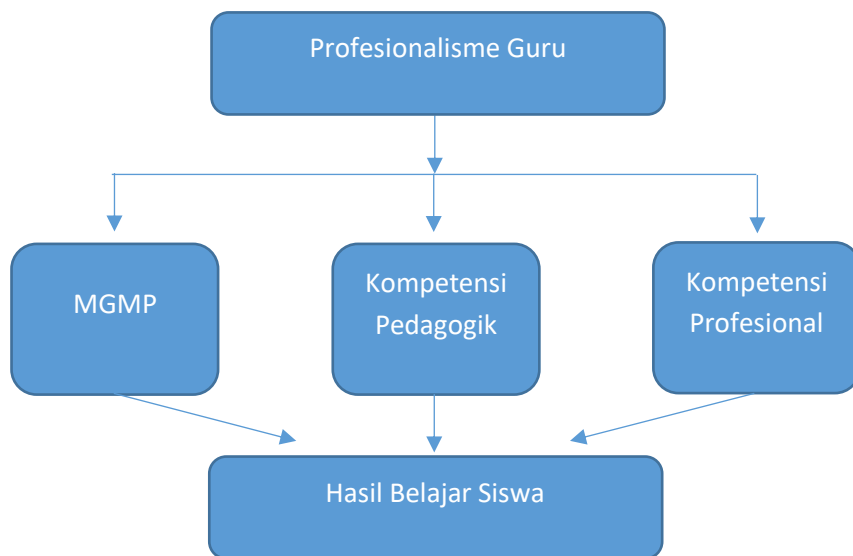 Profesionalisme Guru
MGMP
Kompetensi
Pedagogik
Kompetensi
Profesional
Hasil Belajar Siswa